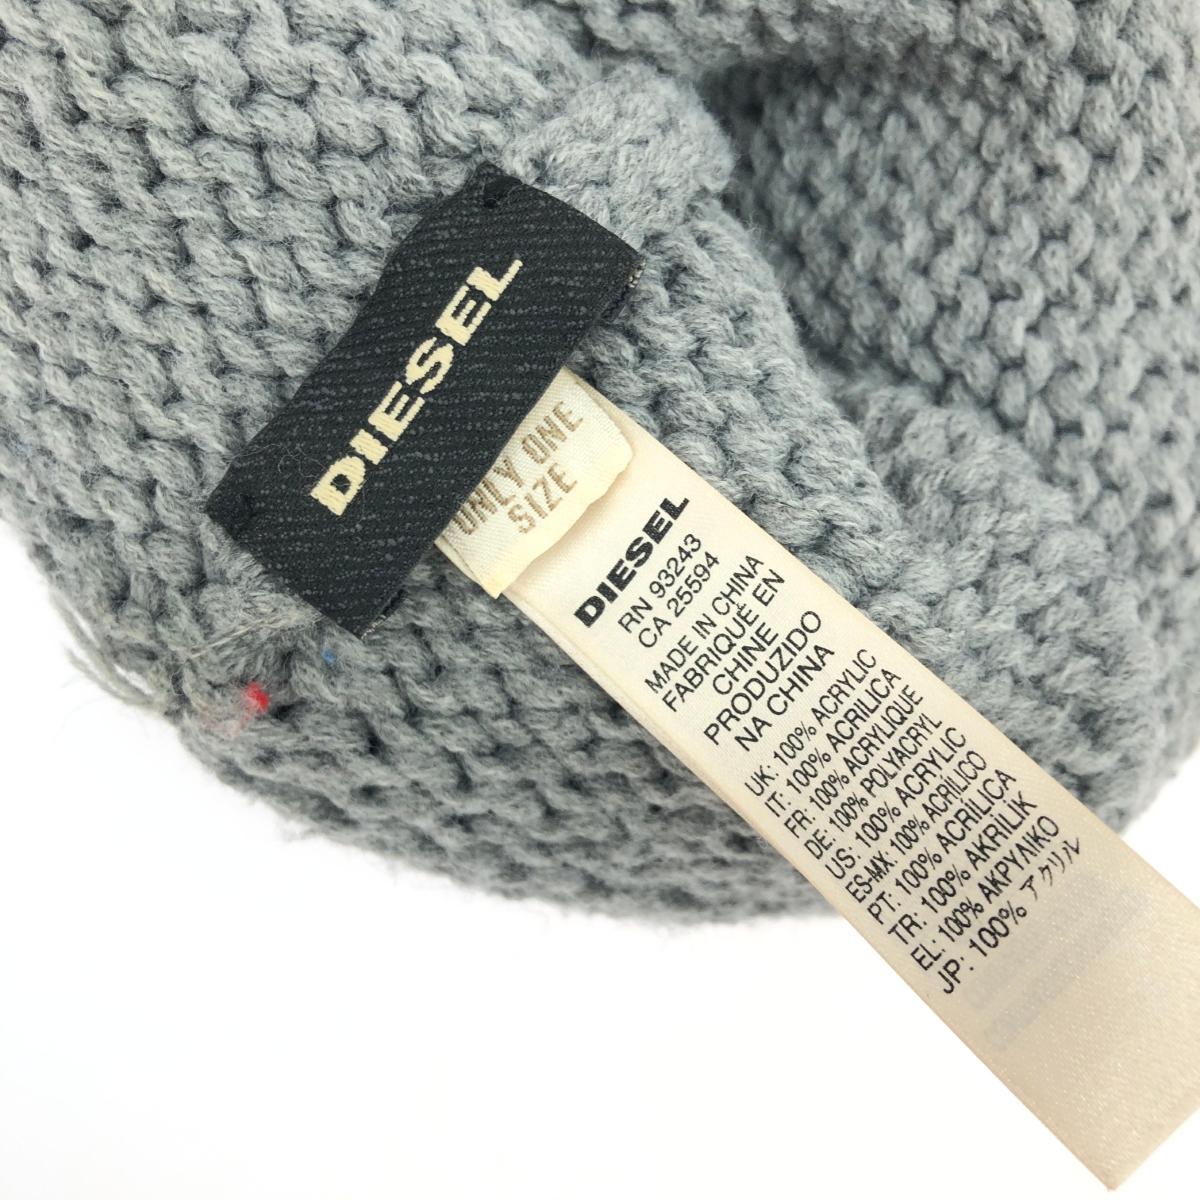 DIESEL
ONLY ONE
SIZE
DIESEL
RN 93243
CA 25594
MADE IN CHINA
FABRIQUÉ EN
CHINE
PRODUZIDO
NA CHINA
UK: 100% ACRYLIC
IT: 100% ACRILICA
FR: 100% ACRYLIQUE
DE: 100% POLYACRYL
US: 100% ACRYLIC
ES-MX: 100% ACRÍLICO
PT: 100% ACRÍLICA
TR: 100% AKRILIK
EL: 100% ΑΚΡΥΛΙΚΟ
JP: 100% アクリル